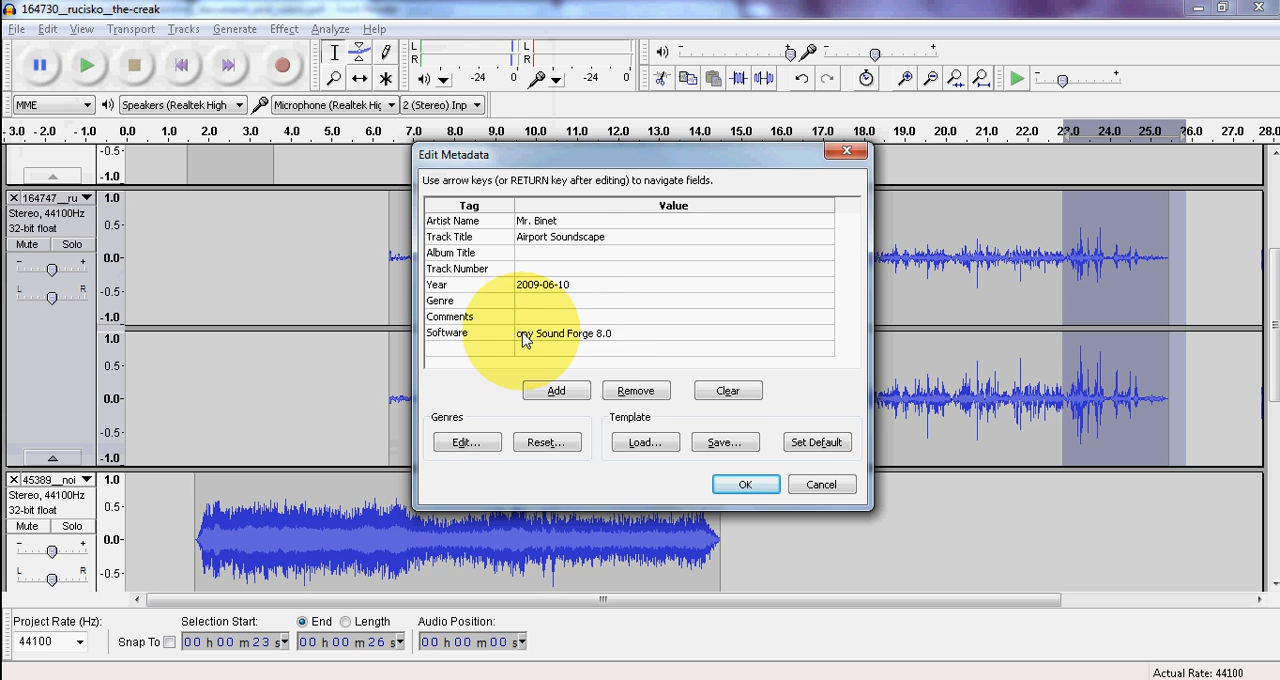 164730__rucisko__the-creak
File Edit View Transport Tracks Generate Effect Analyze Help
L
R
-24 0
L
R
-24 0
MME Speakers (Realtek High Microphone (Realtek Hig 2 (Stereo) Inp
- 3.0 - 2.0 - 1.0 0.0 1.0 2.0 3.0 4.0 5.0 6.0 7.0 8.0 9.0 10.0 11.0 12.0 13.0 14.0 15.0 16.0 17.0 18.0 19.0 20.0 21.0 22.0 23.0 24.0 25.0 26.0 27.0 28.0
-0.5
-1.0
164747__ru
Stereo, 44100Hz
32-bit float
Mute Solo
- +
L R
1.0
0.5
0.0
-0.5
-1.0
1.0
0.5
0.0
-0.5
-1.0
45389__noi
Stereo, 44100Hz
32-bit float
Mute Solo
- +
L R
1.0
0.5
0.0
-0.5
Edit Metadata
Use arrow keys (or RETURN key after editing) to navigate fields.
Tag Value
Artist Name Mr. Binet
Track Title Airport Soundscape
Album Title
Track Number
Year 2009-06-10
Genre
Comments
Software ony Sound Forge 8.0
Add Remove Clear
Genres
Edit... Reset...
Template
Load... Save... Set Default
OK Cancel
Project Rate (Hz):
44100
Snap To
Selection Start:
00 h 00 m 23 s
End Length
00 h 00 m 26 s
Audio Position:
00 h 00 m 00 s
Actual Rate: 44100